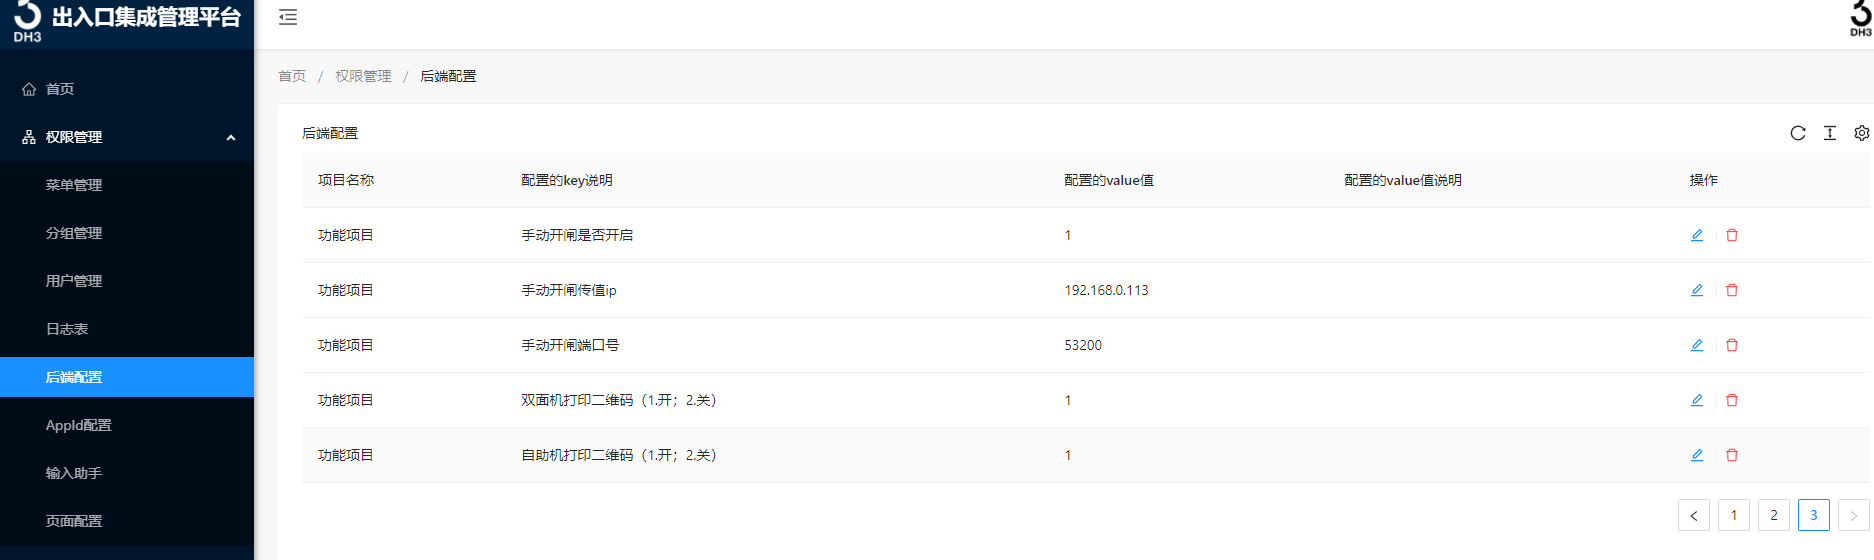 3
DH3
出入口集成管理平台
3
DH3
首页
权限管理
菜单管理
分组管理
用户管理
日志表
后端配置
AppId配置
输入助手
页面配置
首页 / 权限管理 / 后端配置
后端配置
项目名称 配置的key说明 配置的value值 配置的value值说明 操作
功能项目 手动开闸是否开启 1
功能项目 手动开闸传值ip 192.168.0.113
功能项目 手动开闸端口号 53200
功能项目 双面机打印二维码（1.开；2.关） 1
功能项目 自助机打印二维码（1.开；2.关） 1
< 1 2 3 >